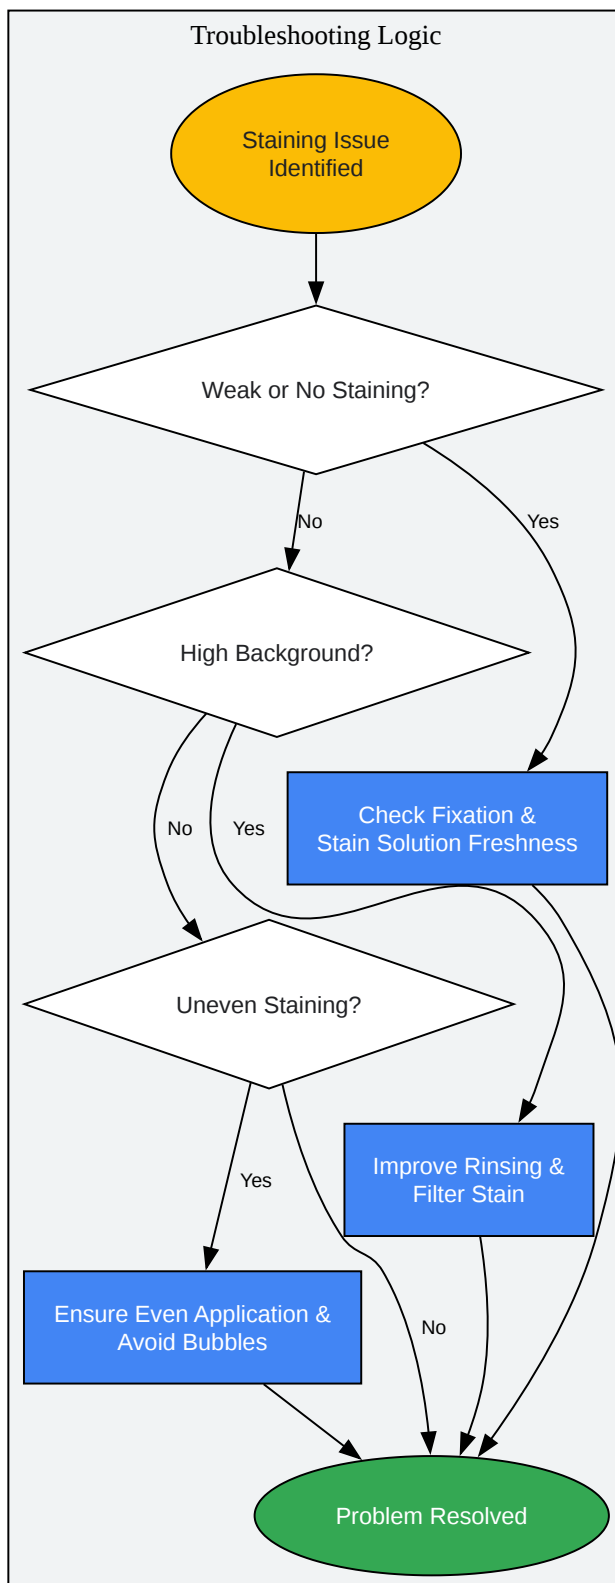 Troubleshooting Logic
Staining Issue
Identified
Weak or No Staining?
No
Yes
High Background?
Check Fixation &
Stain Solution Freshness
No
Yes
Uneven Staining?
Improve Rinsing &
Filter Stain
Yes
Ensure Even Application &
Avoid Bubbles
No
Problem Resolved